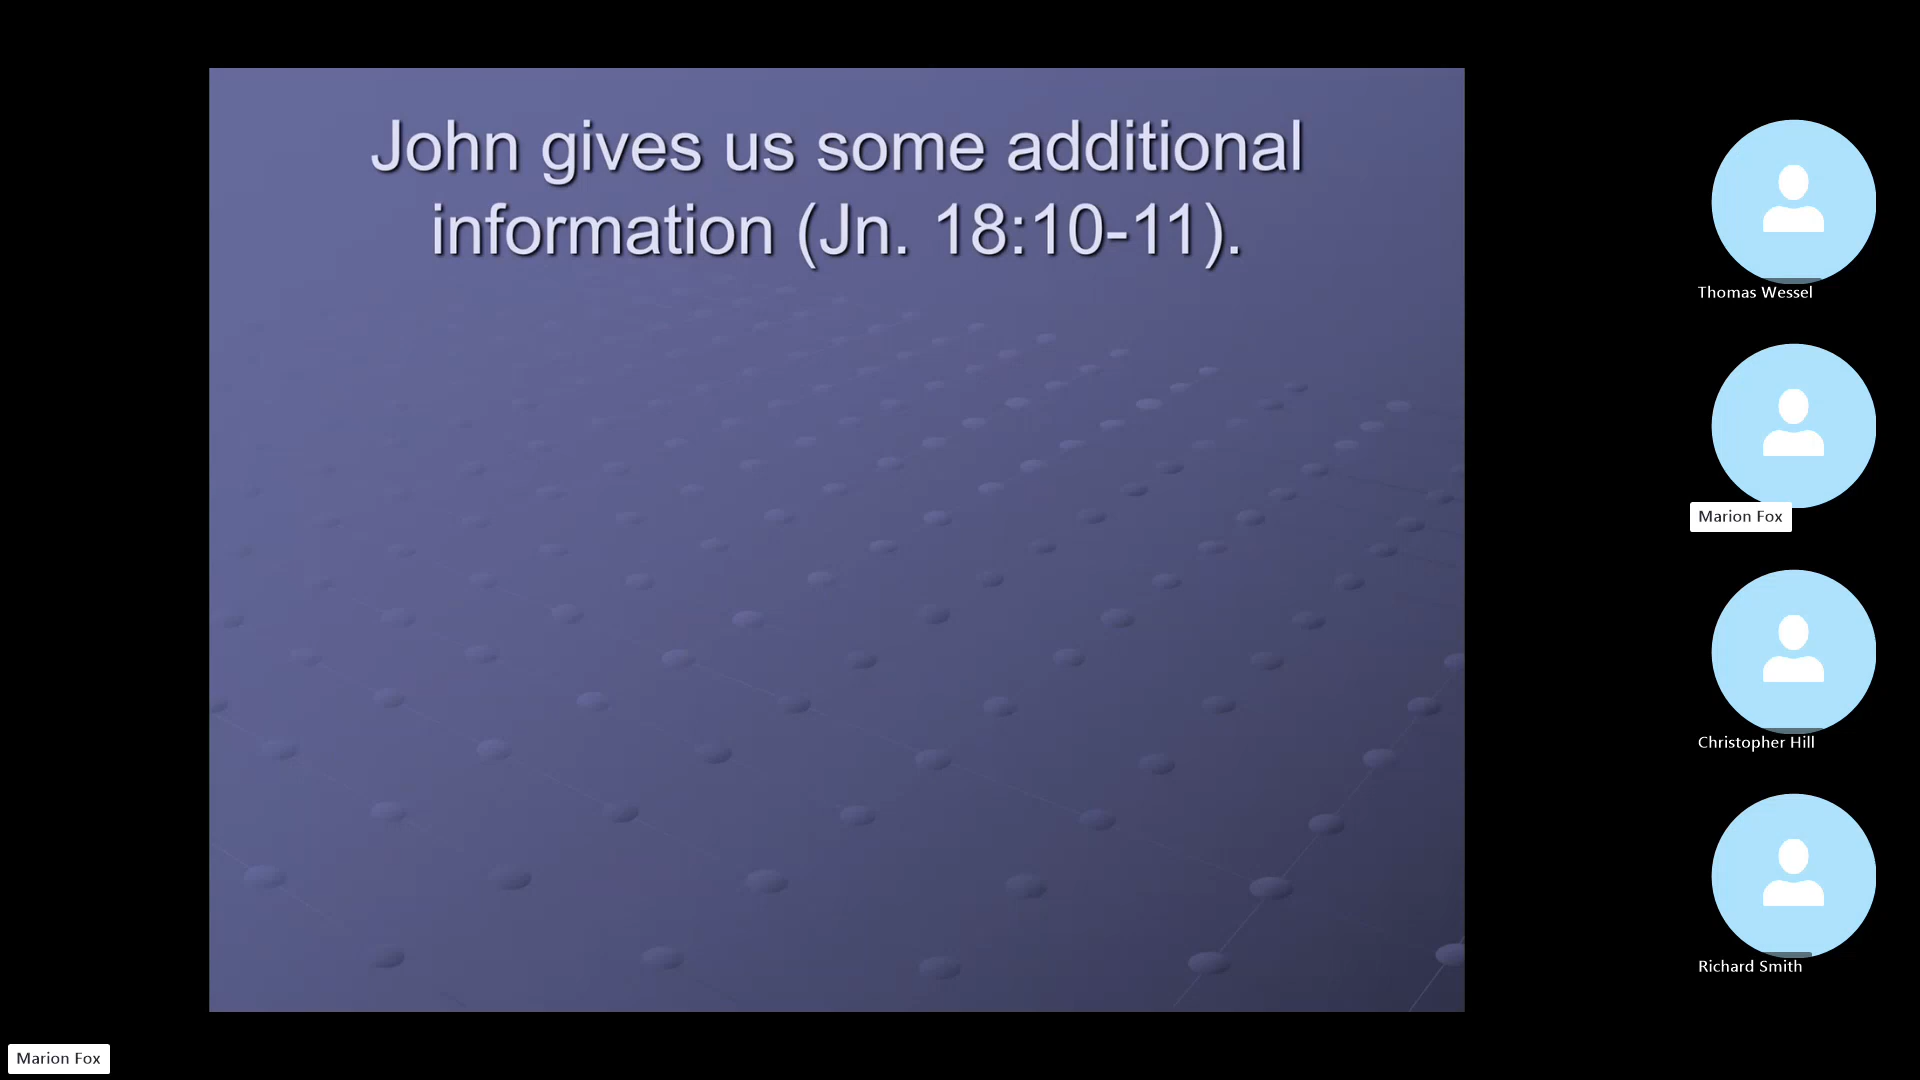 John gives us some additional
information (Jn. 18:10-11).
Thomas Wessel
Marion Fox
Christopher Hill
Richard Smith
Marion Fox